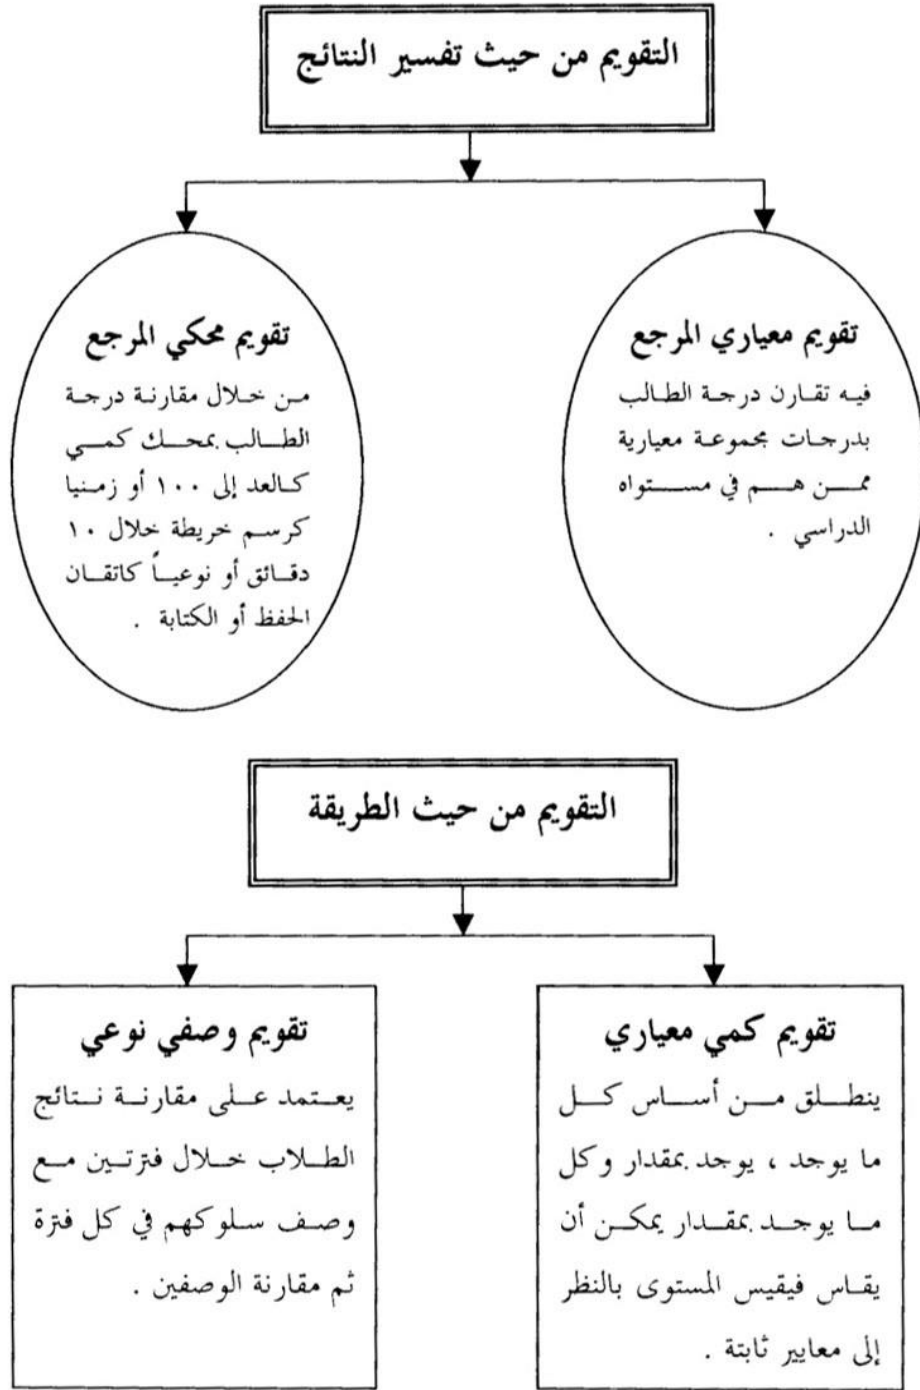 التقويم من حيث تفسير النتائج
تقويم معياري المرجع
فيه تقارن درجة الطالب
بدرجات مجموعة معيارية
ممن هم في مستواه
الدراسي .
تقويم محكي المرجع
من خلال مقارنة درجة
الطالب بمحك كمي
كالعد إلى ١٠٠ أو زمنيا
كرسم خريطة خلال ١٠
دقائق أو نوعياً كاتقان
الحفظ أو الكتابة .
التقويم من حيث الطريقة
تقويم كمي معياري
ينطلق من أساس كل
ما يوجد ، يوجد بمقدار وكل
ما يوجد بمقدار يمكن أن
يقاس فيقيس المستوى بالنظر
إلى معايير ثابتة .
تقويم وصفي نوعي
يعتمد على مقارنة نتائج
الطلاب خلال فترتين مع
وصف سلوكهم في كل فترة
ثم مقارنة الوصفين .